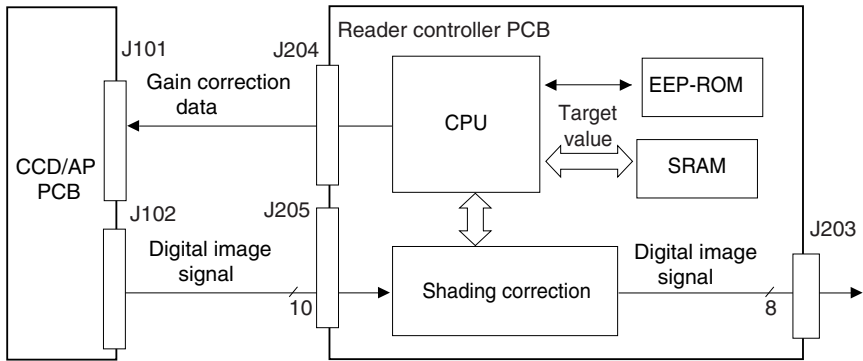 Reader controller PCB
J101
J204
Gain correction
data
CPU
EEP-ROM
Target
value
SRAM
CCD/AP
PCB
J102
J205
J203
Digital image
signal
10
Shading correction
Digital image
signal
8